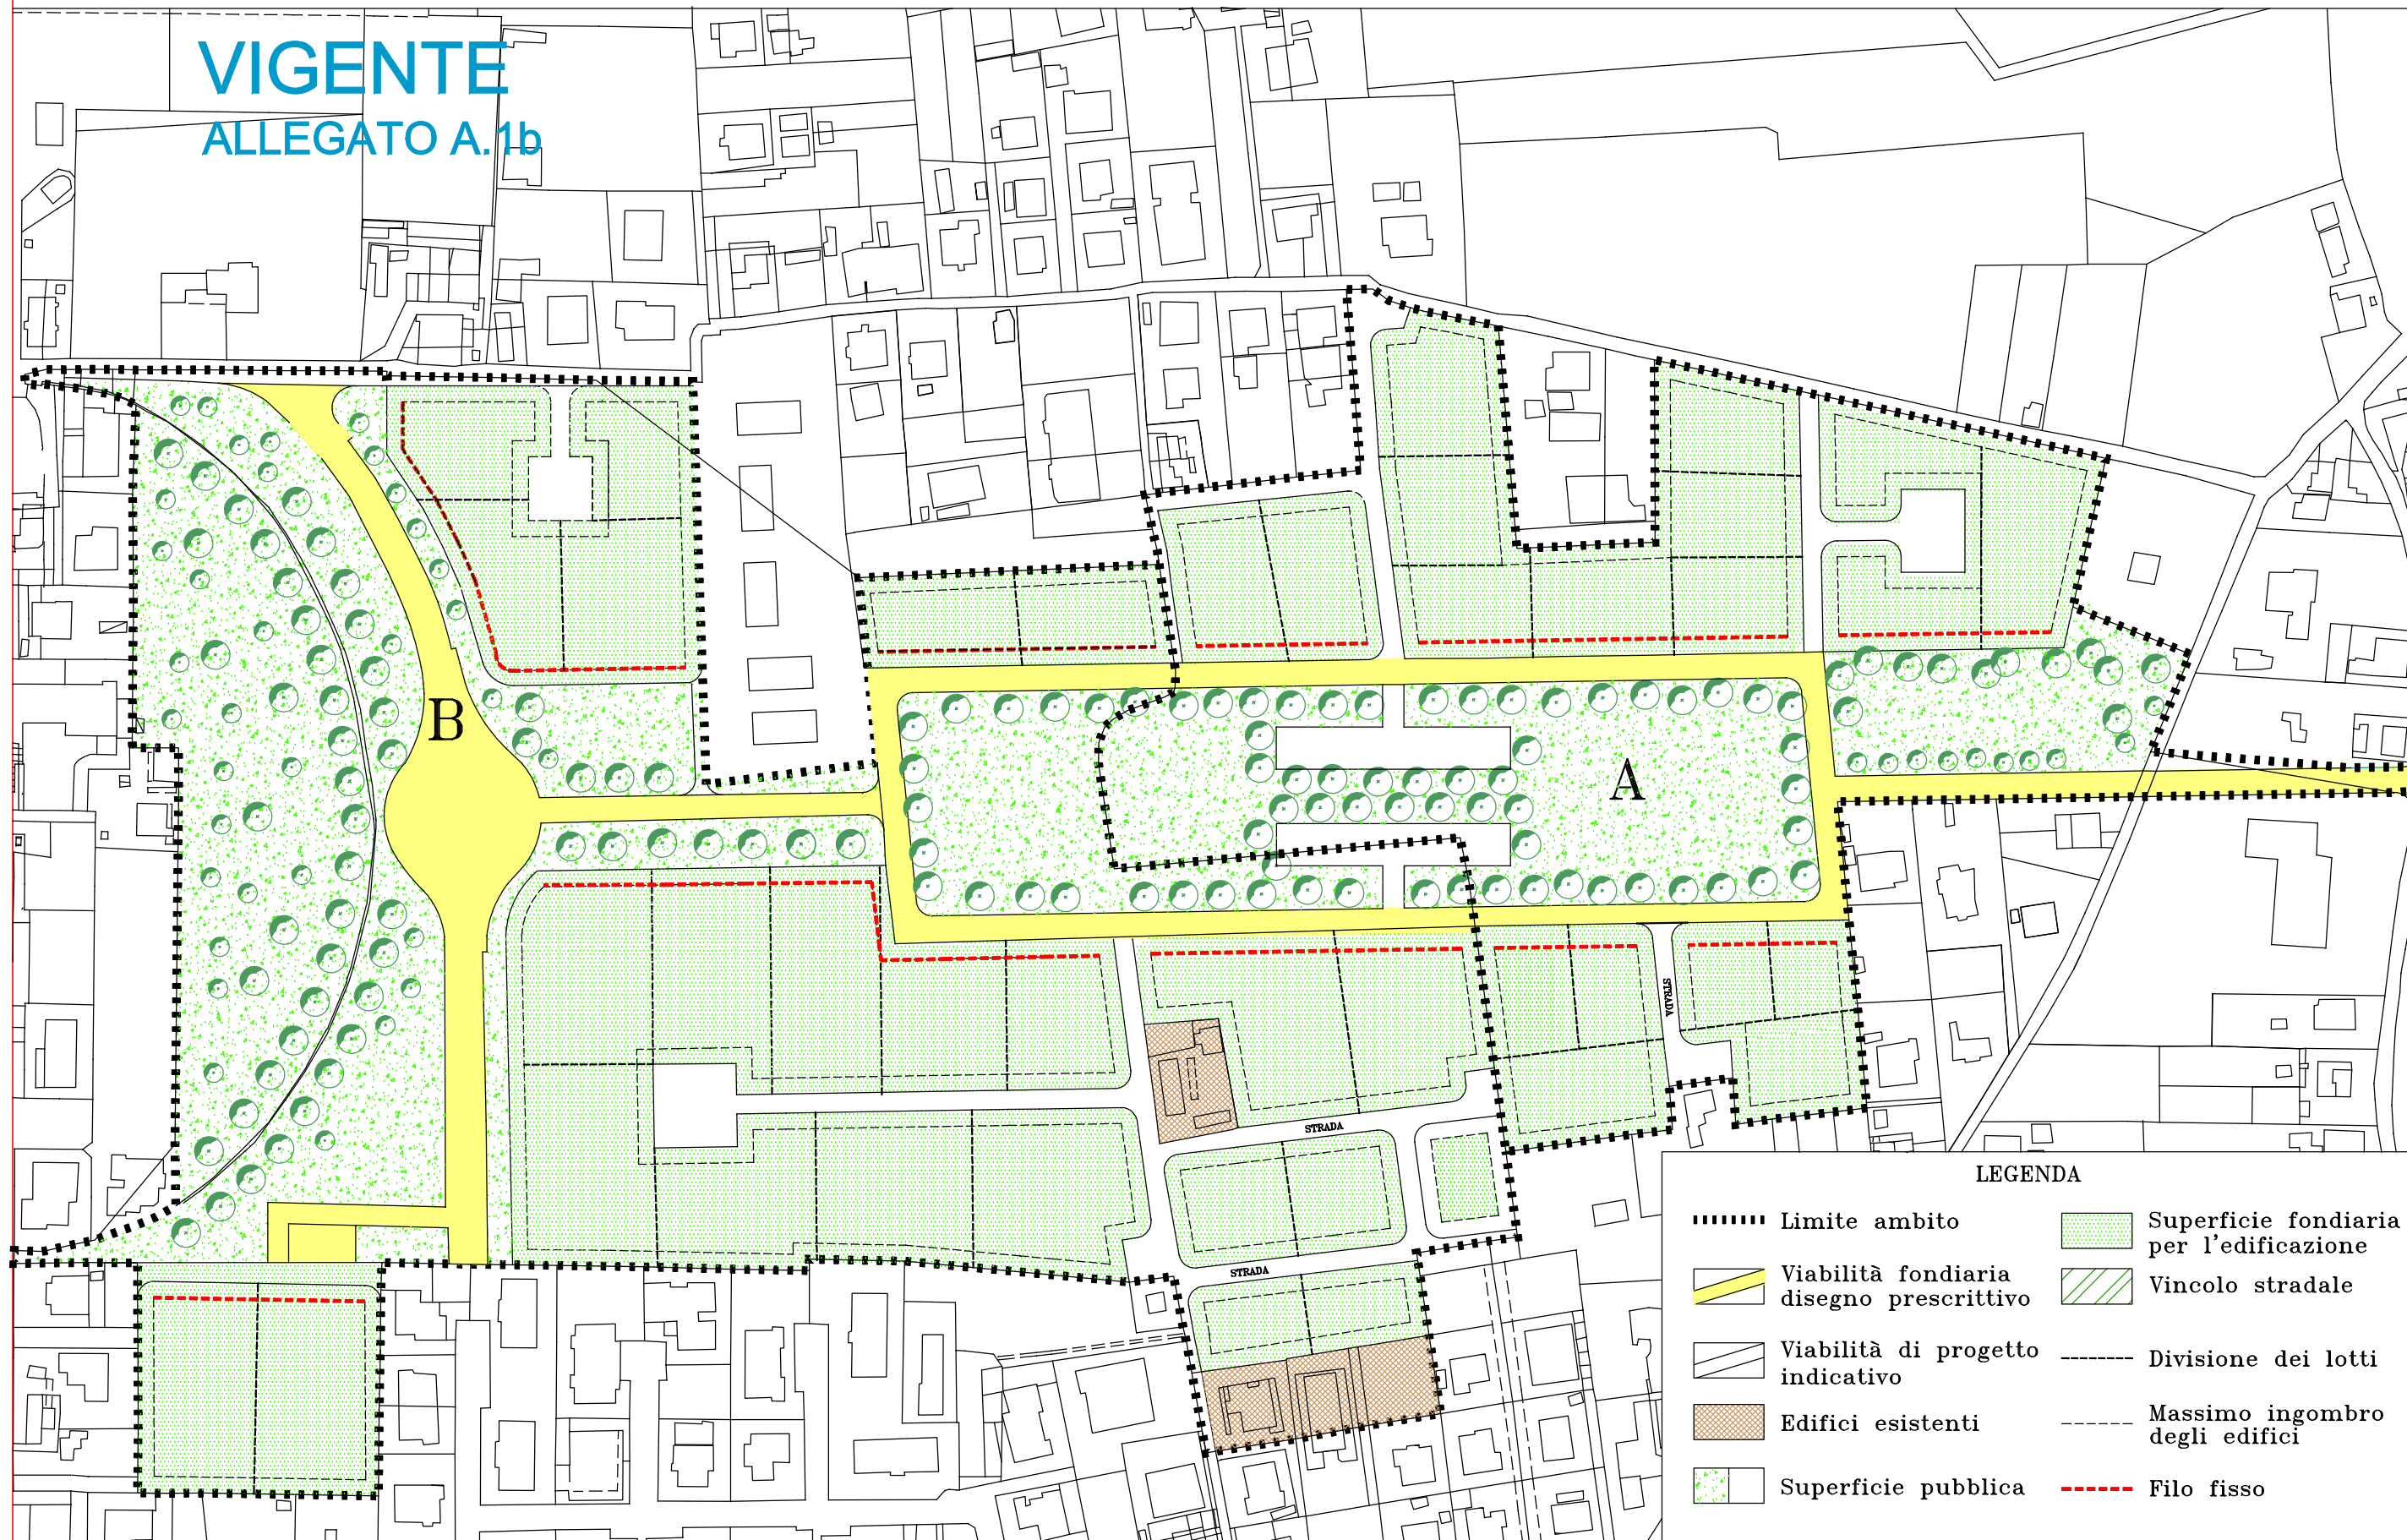 VIGENTE
ALLEGATO A.1b
B
A
STRADA
STRADA
STRADA
LEGENDA
Limite ambito
Viabilità fondiaria
disegno prescrittivo
Viabilità di progetto
indicativo
Edifici esistenti
Superficie pubblica
Superficie fondiaria
per l'edificazione
Vincolo stradale
Divisione dei lotti
Massimo ingombro
degli edifici
Filo fisso